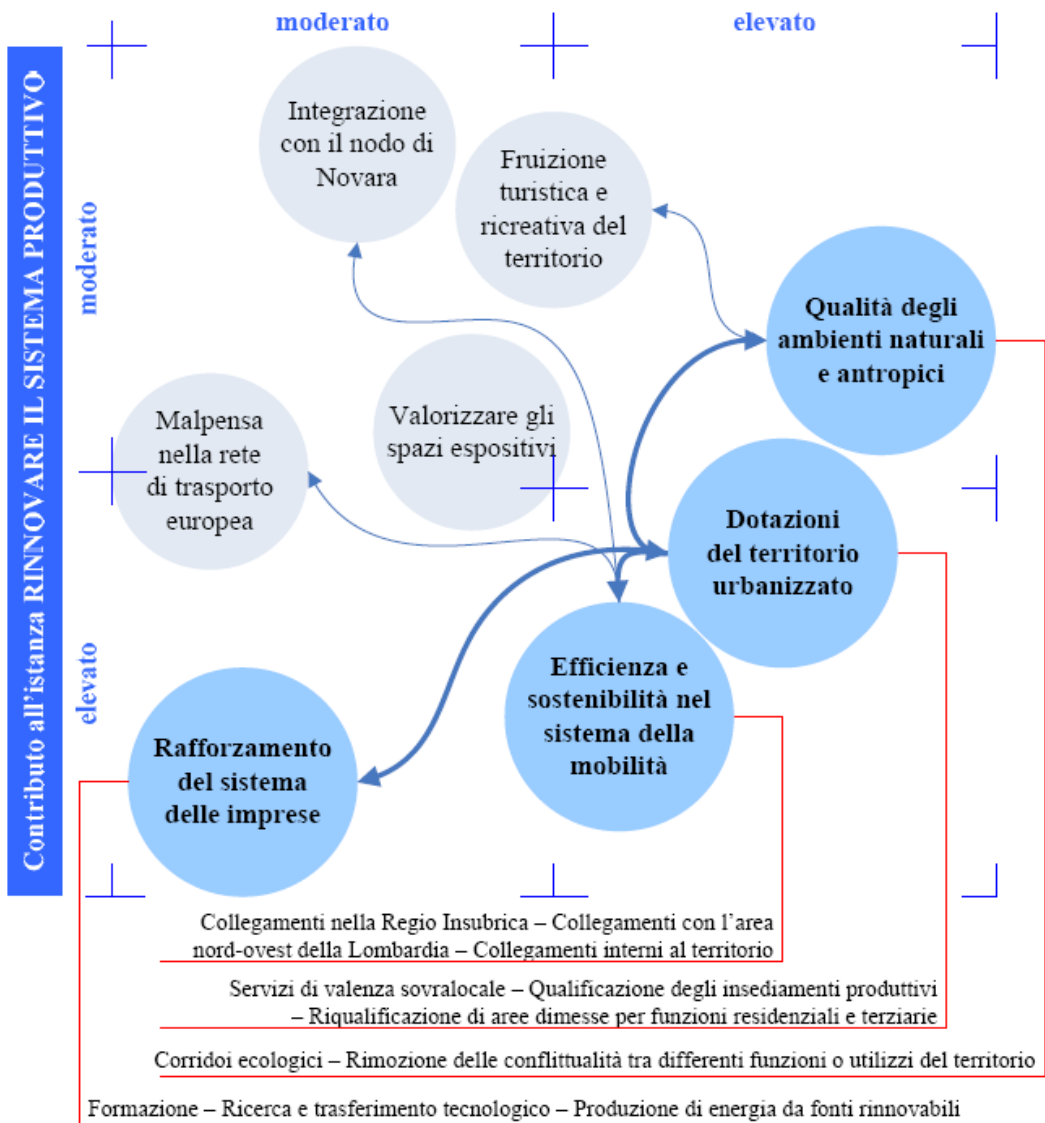 moderato
elevato
Contributo all'istanza RINNOVARE IL SISTEMA PRODUTTIVO
moderato
elevato
Integrazione
con il nodo di
Novara
Fruizione
turistica e
ricreativa del
territorio
Qualità degli
ambienti naturali
e antropici
Valorizzare gli
spazi espositivi
Malpensa
nella rete
di trasporto
europea
Dotazioni
del territorio
urbanizzato
Efficienza e
sostenibilità nel
sistema della
mobilità
Rafforzamento
del sistema
delle imprese
Collegamenti nella Regio Insubrica – Collegamenti con l'area
nord-ovest della Lombardia – Collegamenti interni al territorio
Servizi di valenza sovralocale – Qualificazione degli insediamenti produttivi
– Riqualificazione di aree dimesse per funzioni residenziali e terziarie
Corridoi ecologici – Rimozione delle conflittualità tra differenti funzioni o utilizzi del territorio
Formazione – Ricerca e trasferimento tecnologico – Produzione di energia da fonti rinnovabili